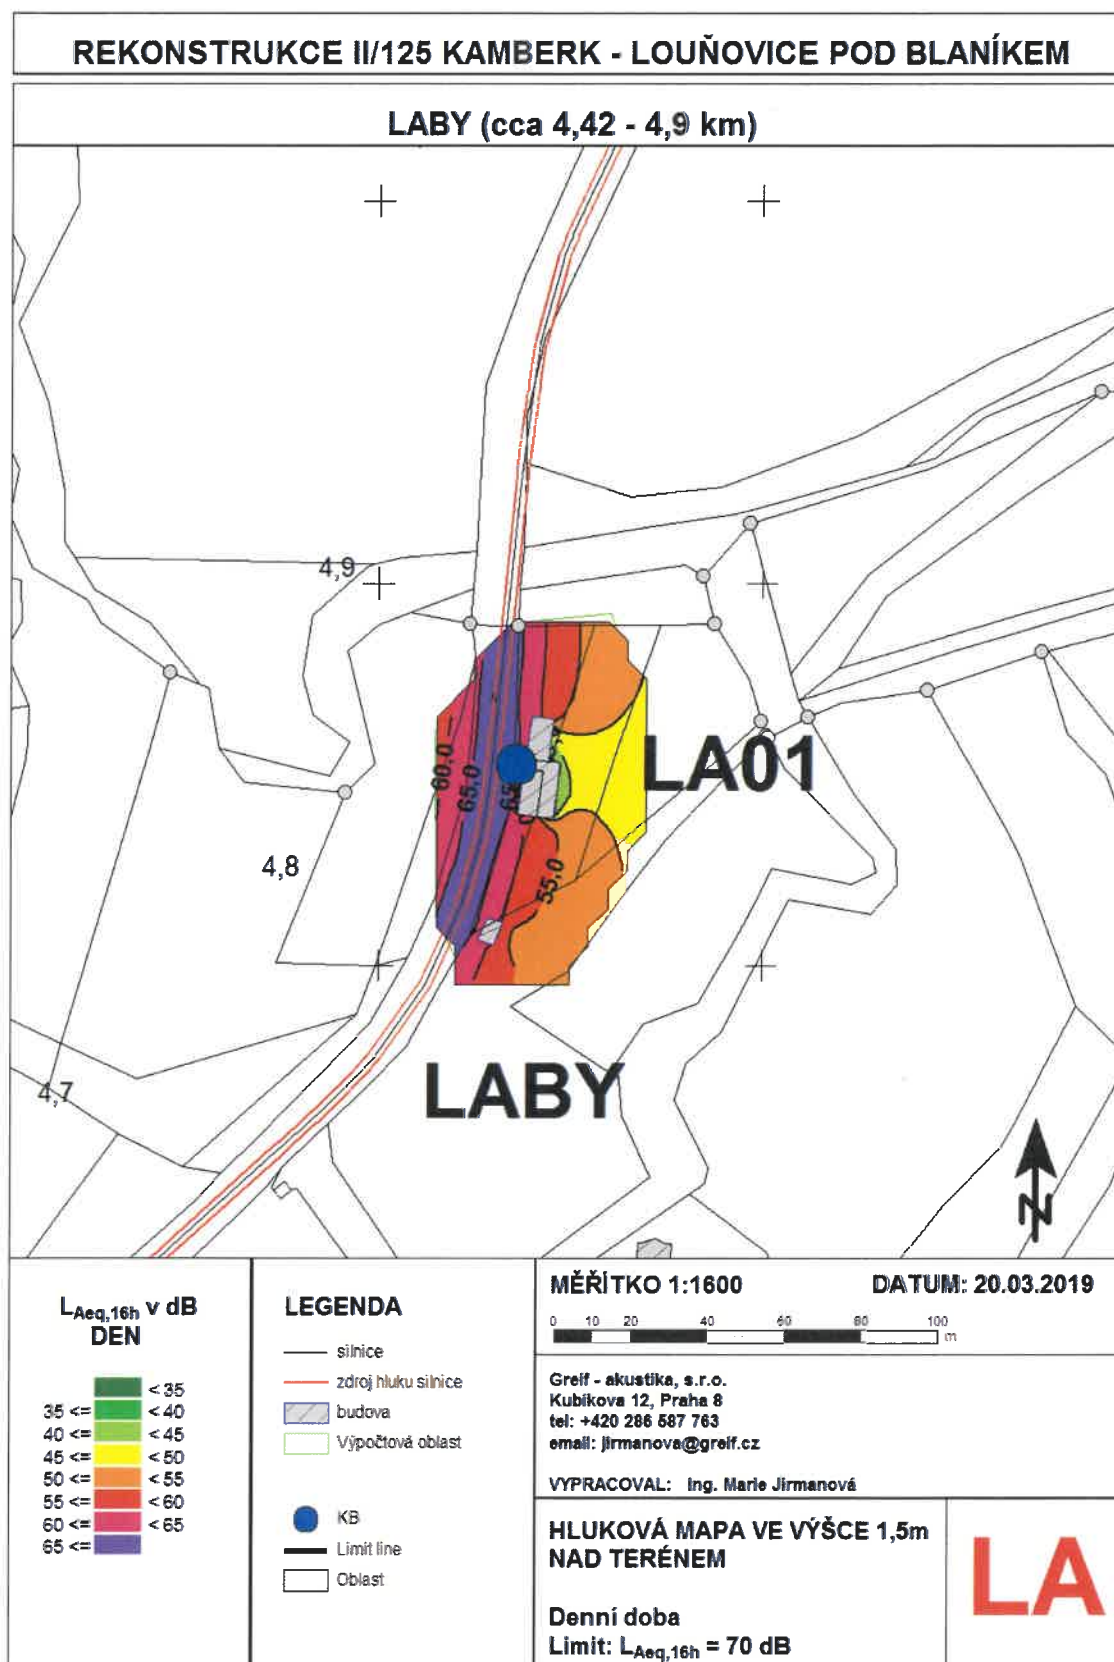 REKONSTRUKCE II/125 KAMBERK - LOUŇOVICE POD BLANÍKEM
LABY (cca 4,42 - 4,9 km)
4,9
LA01
60,0
65,0
4,8
55,0
LABY
4,7
N
LAeq,16h v dB
DEN
< 35
35 <= < 40
40 <= < 45
45 <= < 50
50 <= < 55
55 <= < 60
60 <= < 65
65 <=
LEGENDA
silnice
zdroj hluku silnice
budova
Výpočtová oblast
KB
Limit line
Oblast
MĚŘÍTKO 1:1600 DATUM: 20.03.2019
0 10 20 40 60 80 100
m
Greif - akustika, s.r.o.
Kubíkova 12, Praha 8
tel: +420 286 587 763
email: jirmanova@greif.cz
VYPRACOVAL: Ing. Marie Jirmanová
HLUKOVÁ MAPA VE VÝŠCE 1,5m
NAD TERÉNEM
Denní doba
Limit: LAeq,16h = 70 dB
LA